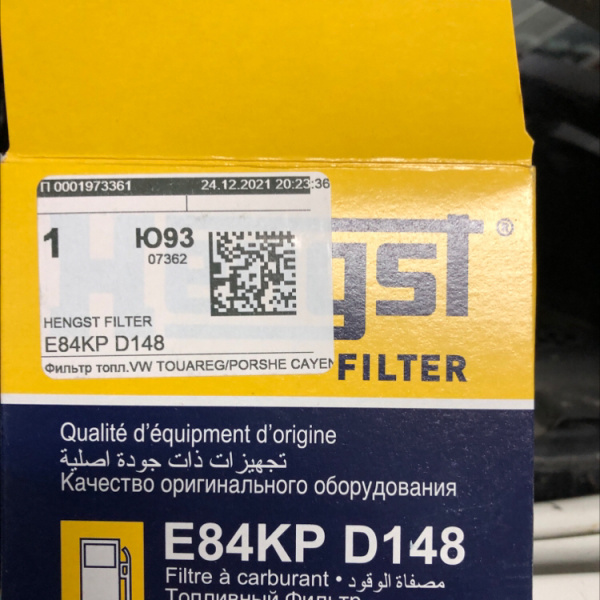 П 0001973361 24.12.2021 20:23:36
1 Ю93
07362
HENGST FILTER
E84KP D148
Фильтр топл.VW TOUAREG/PORSHE CAYEN
Hengst®
FILTER
Qualité d'équipment d'origine
تجهيزات ذات جودة اصلية
Качество оригинального оборудования
E84KP D148
Filtre à carburant • مصفاة الوقود •
Топливный Фильтр